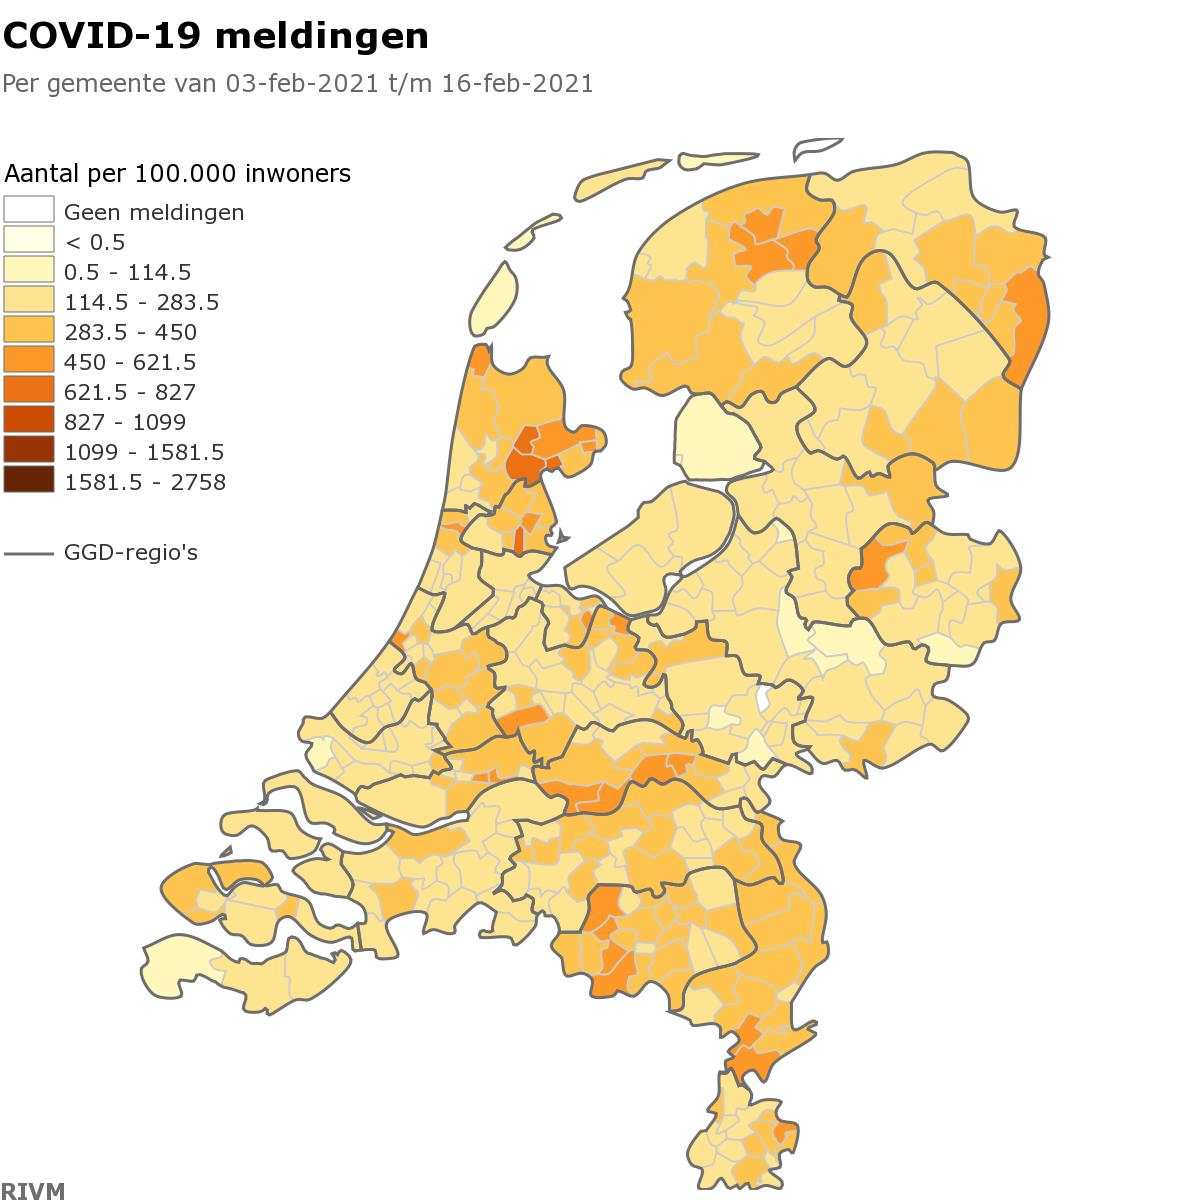 COVID-19 meldingen
Per gemeente van 03-feb-2021 t/m 16-feb-2021
Aantal per 100.000 inwoners
Geen meldingen
< 0.5
0.5 - 114.5
114.5 - 283.5
283.5 - 450
450 - 621.5
621.5 - 827
827 - 1099
1099 - 1581.5
1581.5 - 2758
GGD-regio's
RIVM